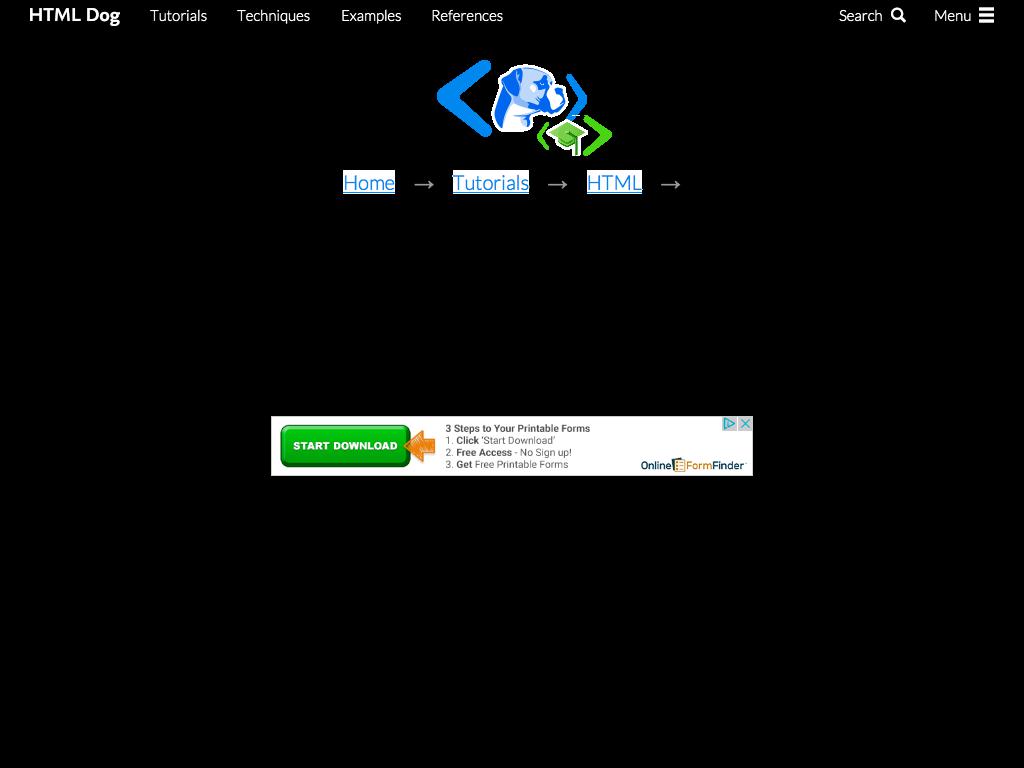 HTML Dog Tutorials Techniques Examples References Search Menu
Home → Tutorials → HTML →
START DOWNLOAD
3 Steps to Your Printable Forms
1. Click 'Start Download'
2. Free Access - No Sign up!
3. Get Free Printable Forms
OnlineFormFinder